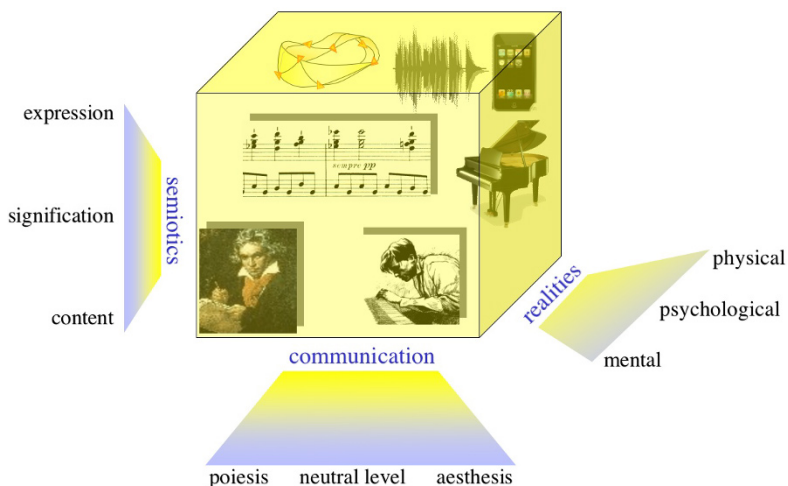 expression
signification
content
semiotics
sempre pp
communication
poiesis neutral level aesthesis
realities
physical
psychological
mental